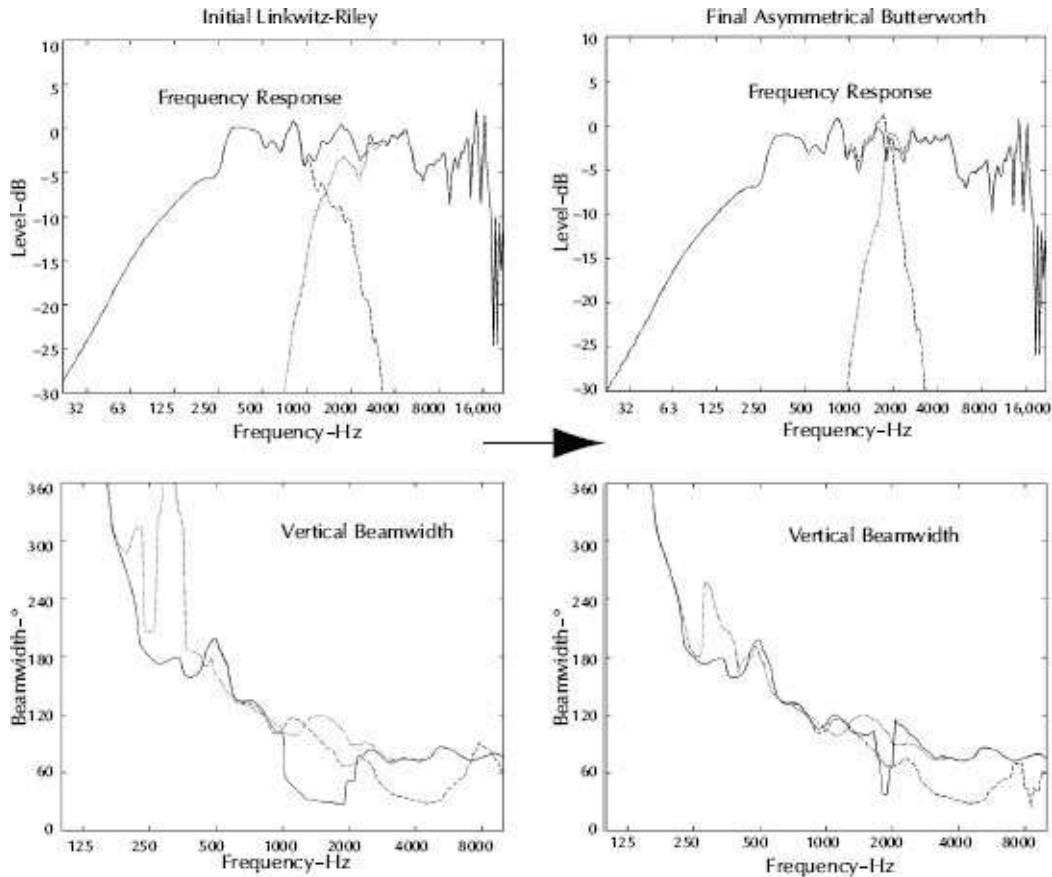 Initial Linkwitz-Riley
Final Asymmetrical Butterworth
10
5
0
-5
-10
-15
-20
-25
-30
Level-dB
Frequency Response
32 63 125 250 500 1000 2000 4000 8000 16,000
Frequency-Hz
10
5
0
-5
-10
-15
-20
-25
-30
Level-dB
Frequency Response
32 63 125 250 500 1000 2000 4000 8000 16,000
Frequency-Hz
360
300
240
180
120
60
0
Beamwidth-°
Vertical Beamwidth
125 250 500 1000 2000 4000 8000
Frequency-Hz
360
300
240
180
120
60
0
Beamwidth-°
Vertical Beamwidth
125 250 500 1000 2000 4000 8000
Frequency-Hz